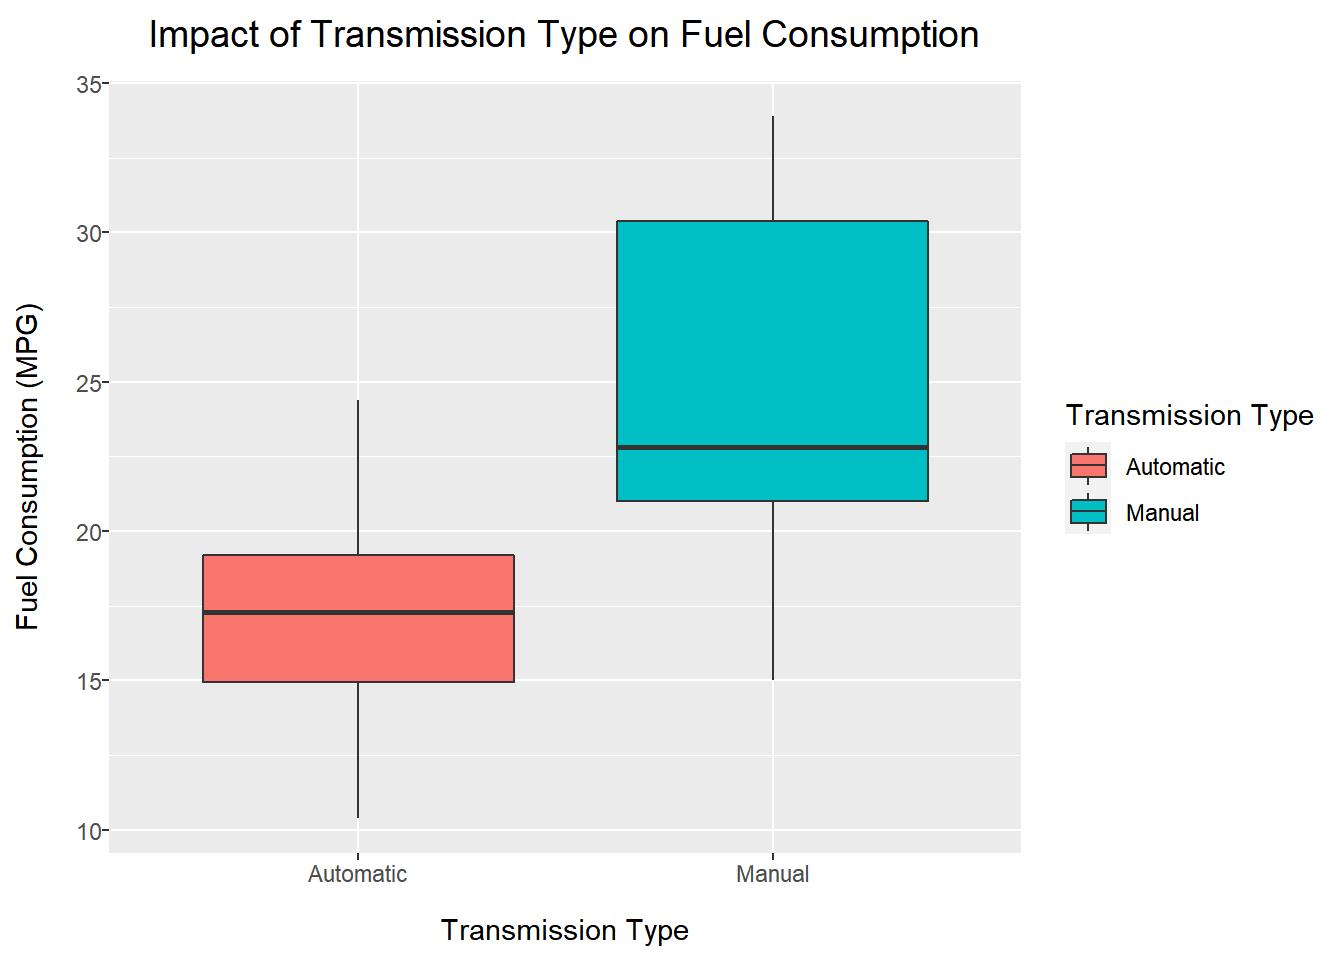 Impact of Transmission Type on Fuel Consumption
35
30
25
20
15
10
Fuel Consumption (MPG)
Automatic
Manual
Transmission Type
Transmission Type
Automatic
Manual